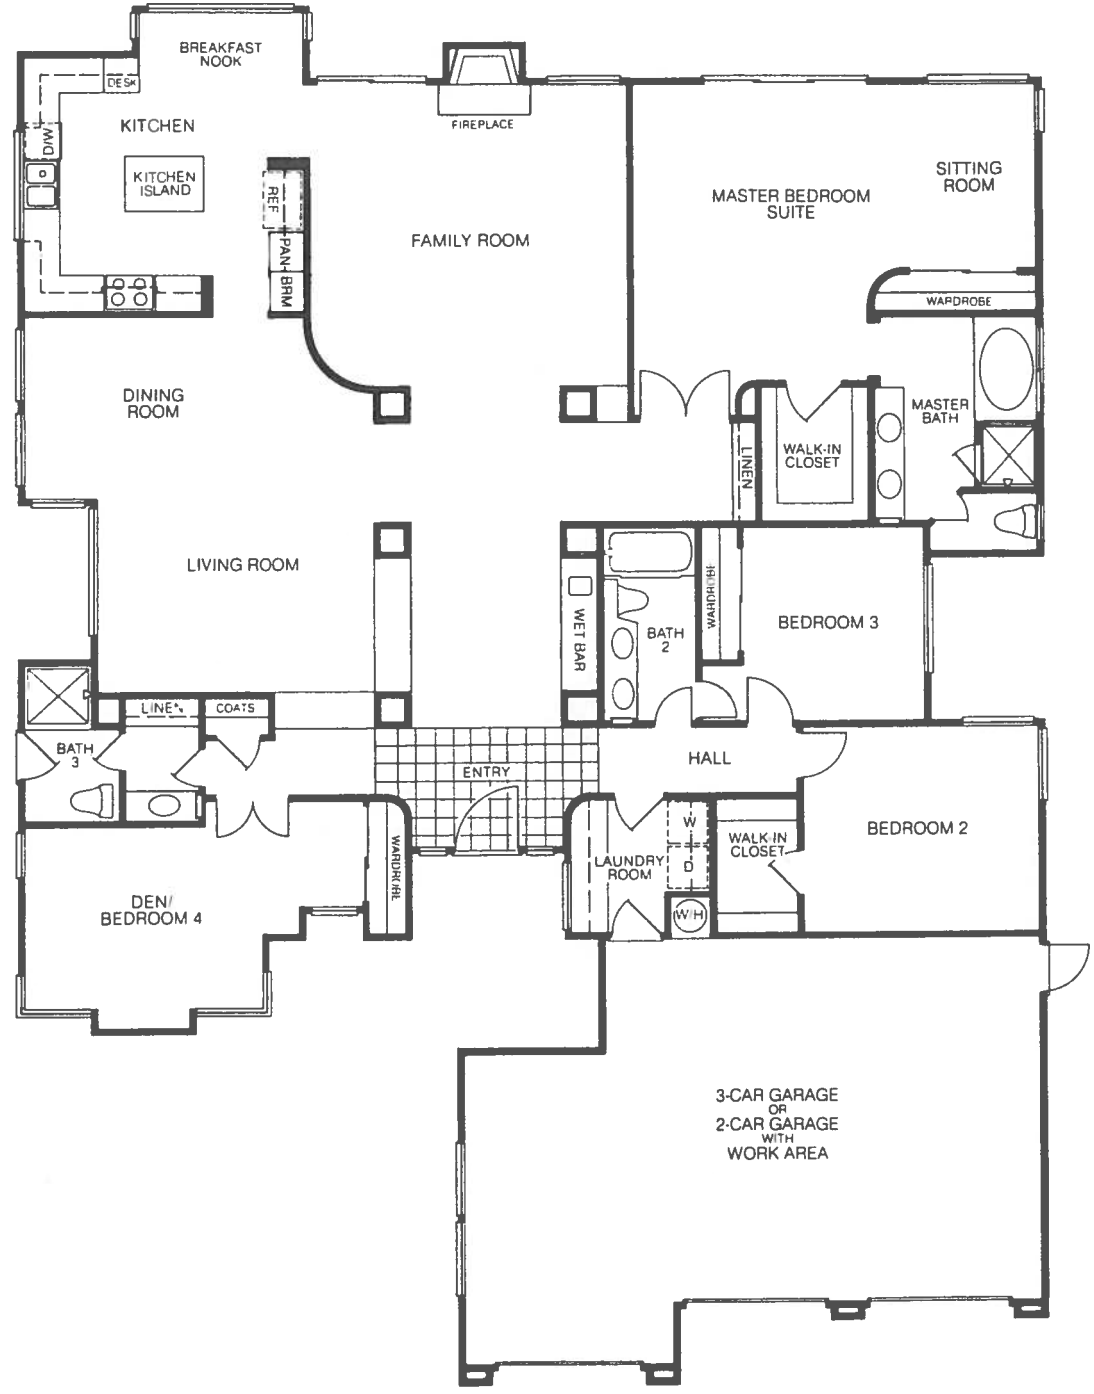 BREAKFAST
NOOK
DESK
FIREPLACE
KITCHEN
W/D
KITCHEN
ISLAND
REF
PAN-BRM
FAMILY ROOM
MASTER BEDROOM
SUITE
SITTING
ROOM
WARDROBE
DINING
ROOM
MASTER
BATH
WALK-IN
CLOSET
LINEN
LIVING ROOM
WET BAR
BATH
2
WARDROBE
BEDROOM 3
LINEN
COATS
BATH
3
ENTRY
HALL
BEDROOM 2
W
D
W/H
LAUNDRY
ROOM
WALK-IN
CLOSET
WARDROBE
DEN/
BEDROOM 4
3-CAR GARAGE
OR
2-CAR GARAGE
WITH
WORK AREA